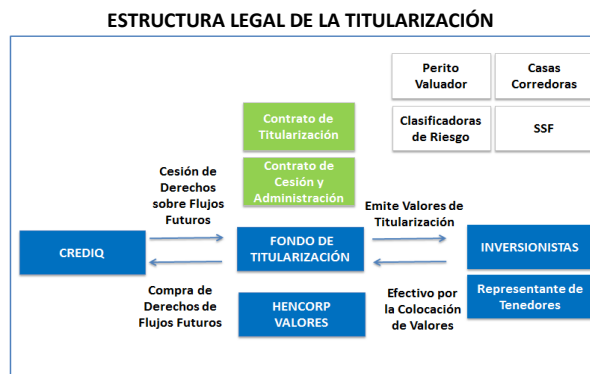 ESTRUCTURA LEGAL DE LA TITULARIZACIÓN
Perito
Valuador
Casas
Corredoras
Clasificadoras
de Riesgo
SSF
Contrato de
Titularización
Contrato de
Cesión y
Administración
Cesión de
Derechos
sobre Flujos
Futuros
Emite Valores de
Titularización
CREDIQ
FONDO DE
TITULARIZACIÓN
INVERSIONISTAS
Compra de
Derechos de
Flujos Futuros
HENCORP
VALORES
Efectivo por
la Colocación
de Valores
Representante de
Tenedores